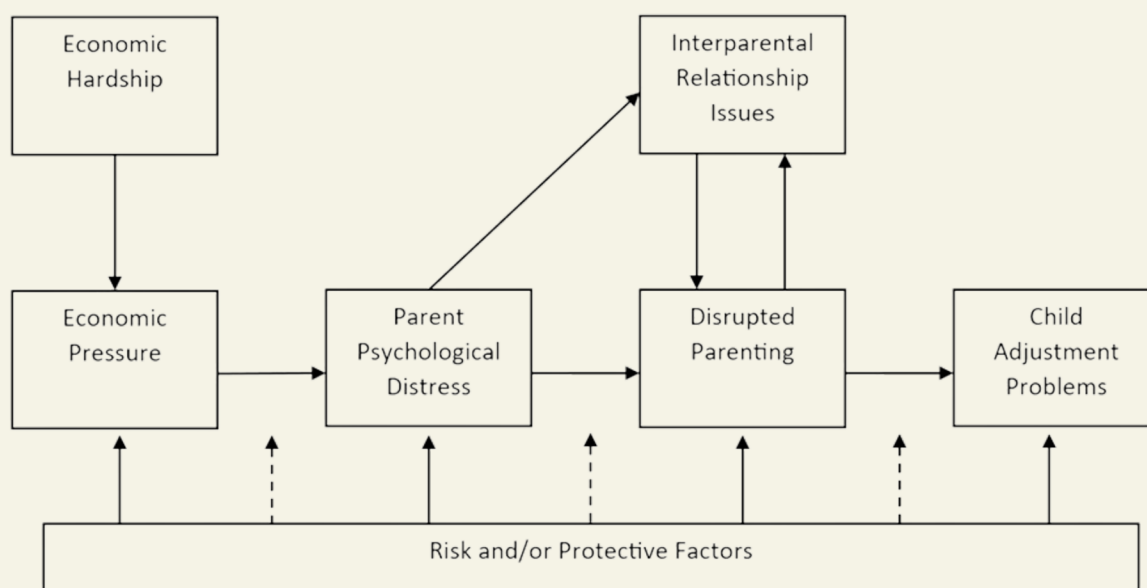 Economic
Hardship
Interparental
Relationship
Issues
Economic
Pressure
Parent
Psychological
Distress
Disrupted
Parenting
Child
Adjustment
Problems
Risk and/or Protective Factors